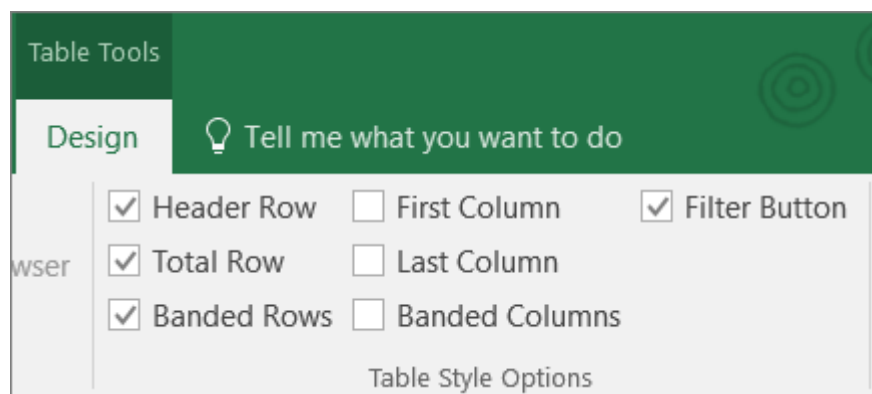 Table Tools
Design Tell me what you want to do
Header Row First Column Filter Button
Total Row Last Column
Banded Rows Banded Columns
Table Style Options